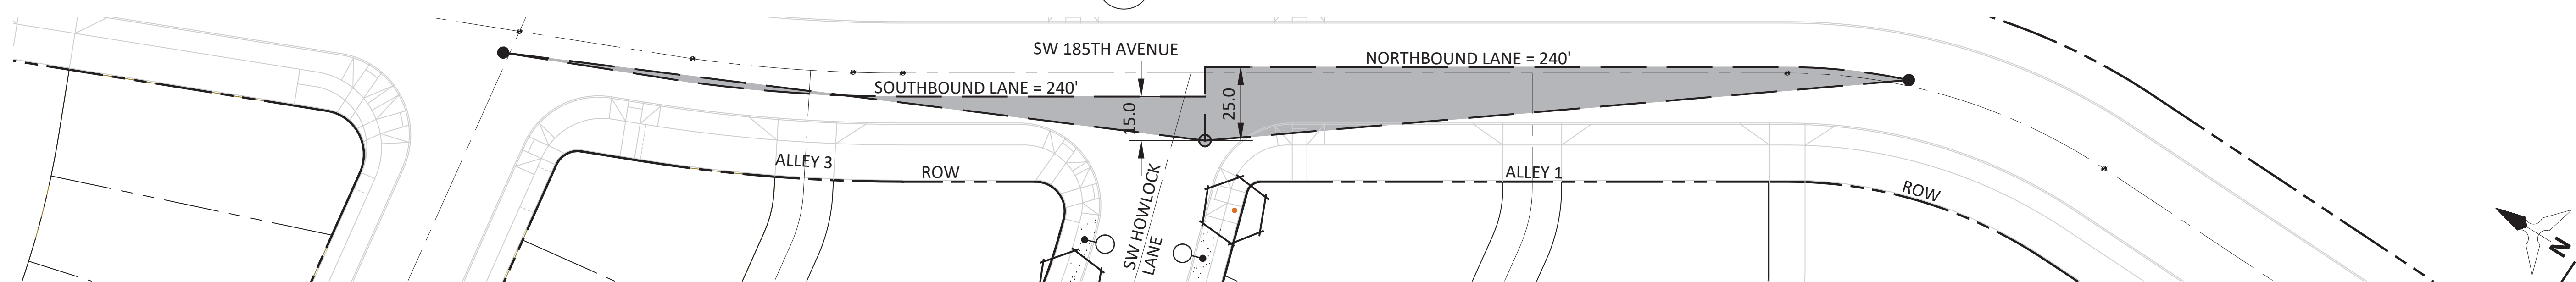 SW 185TH AVENUE
NORTHBOUND LANE = 240'
SOUTHBOUND LANE = 240'
15.0
25.0
ALLEY 3
ROW
SW HOWLOCK
LANE
ALLEY 1
ROW
N